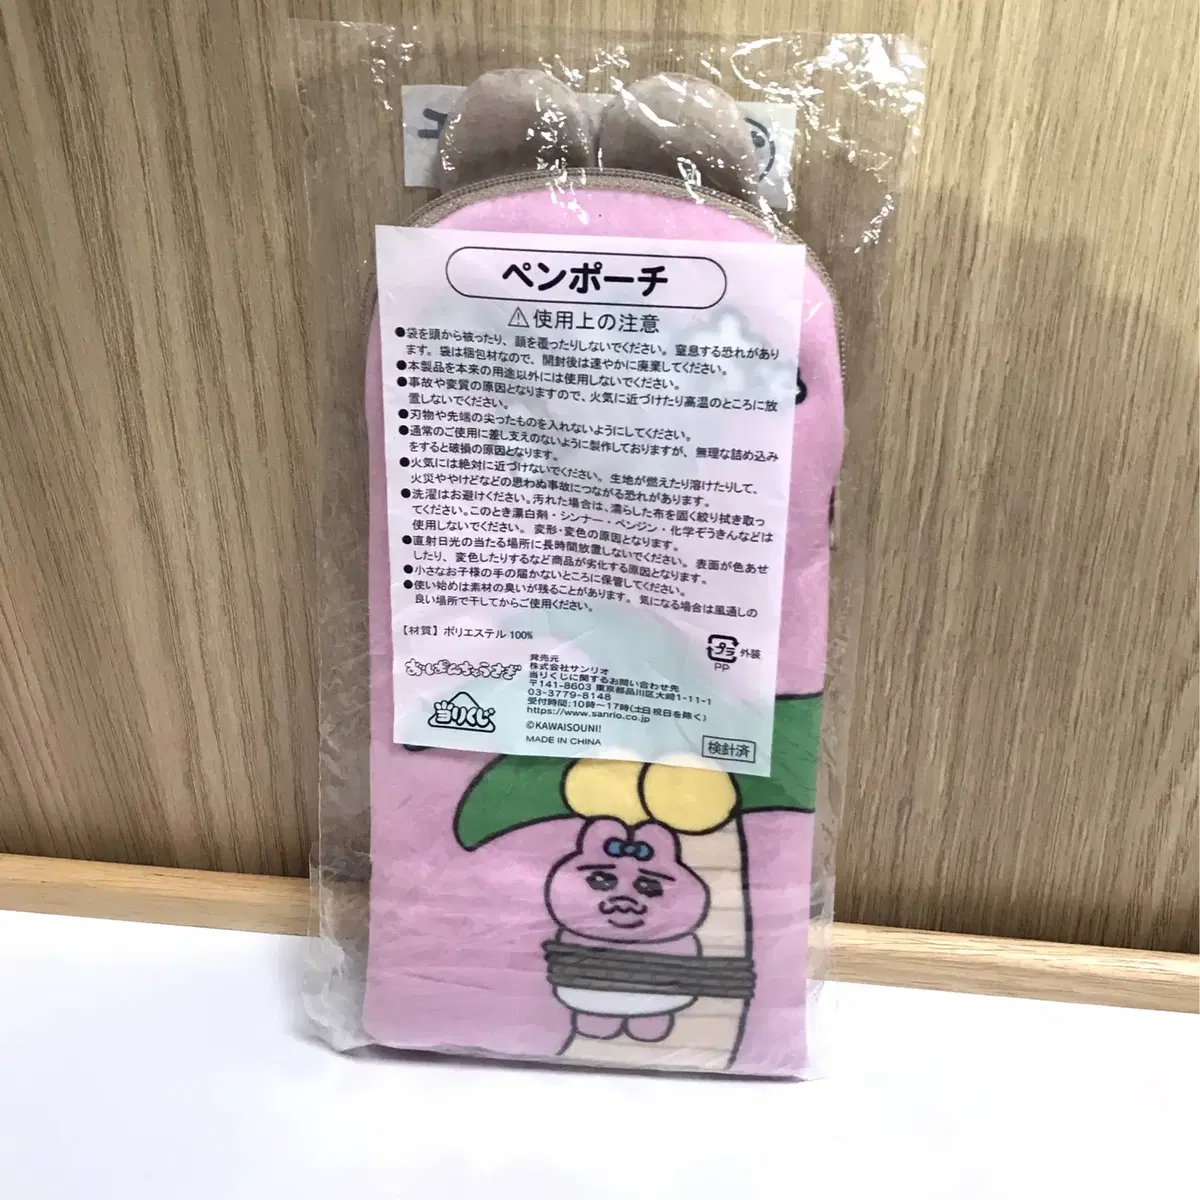 ペンポーチ
⚠使用上の注意
●袋を頭から被ったり、顔を覆ったりしないでください。窒息する恐れがあり
ます。袋は梱包材なので、開封後は速やかに廃棄してください。
●本製品を本来の用途以外には使用しないでください。
●事故や変質の原因となりますので、火気に近づけたり高温のところに放
置しないでください。
●刃物や先端の尖ったものを入れないようにしてください。
●通常のご使用に差し支えのないように製作しておりますが、無理な詰め込み
をすると破損の原因となります。
●火気には絶対に近づけないでください。生地が燃えたり溶けたりして、
火災ややけどなどの思わぬ事故につながる恐れがあります。
●洗濯はお避けください。汚れた場合は、濡らした布を固く絞り拭き取っ
てください。このとき漂白剤・シンナー・ベンジン・化学ぞうきんなどは
使用しないでください。変形・変色の原因となります。
●直射日光の当たる場所に長時間放置しないでください。表面が色あせ
したり、変色したりするなど商品が劣化する原因となります。
●小さなお子様の手の届かないところに保管してください。
●使い始めは素材の臭いが残ることがあります。気になる場合は風通しの
良い場所で干してからご使用ください。
【材質】ポリエステル100%
プラ 外装
PP
おぱんちゅうさぎ
当りくじ
発売元
株式会社サンリオ
当りくじに関するお問い合わせ先
〒141-8603 東京都品川区大崎1-11-1
03-3779-8148
受付時間:10時～17時(土日祝日を除く)
https://www.sanrio.co.jp
©KAWAISOUNI!
MADE IN CHINA
検針済